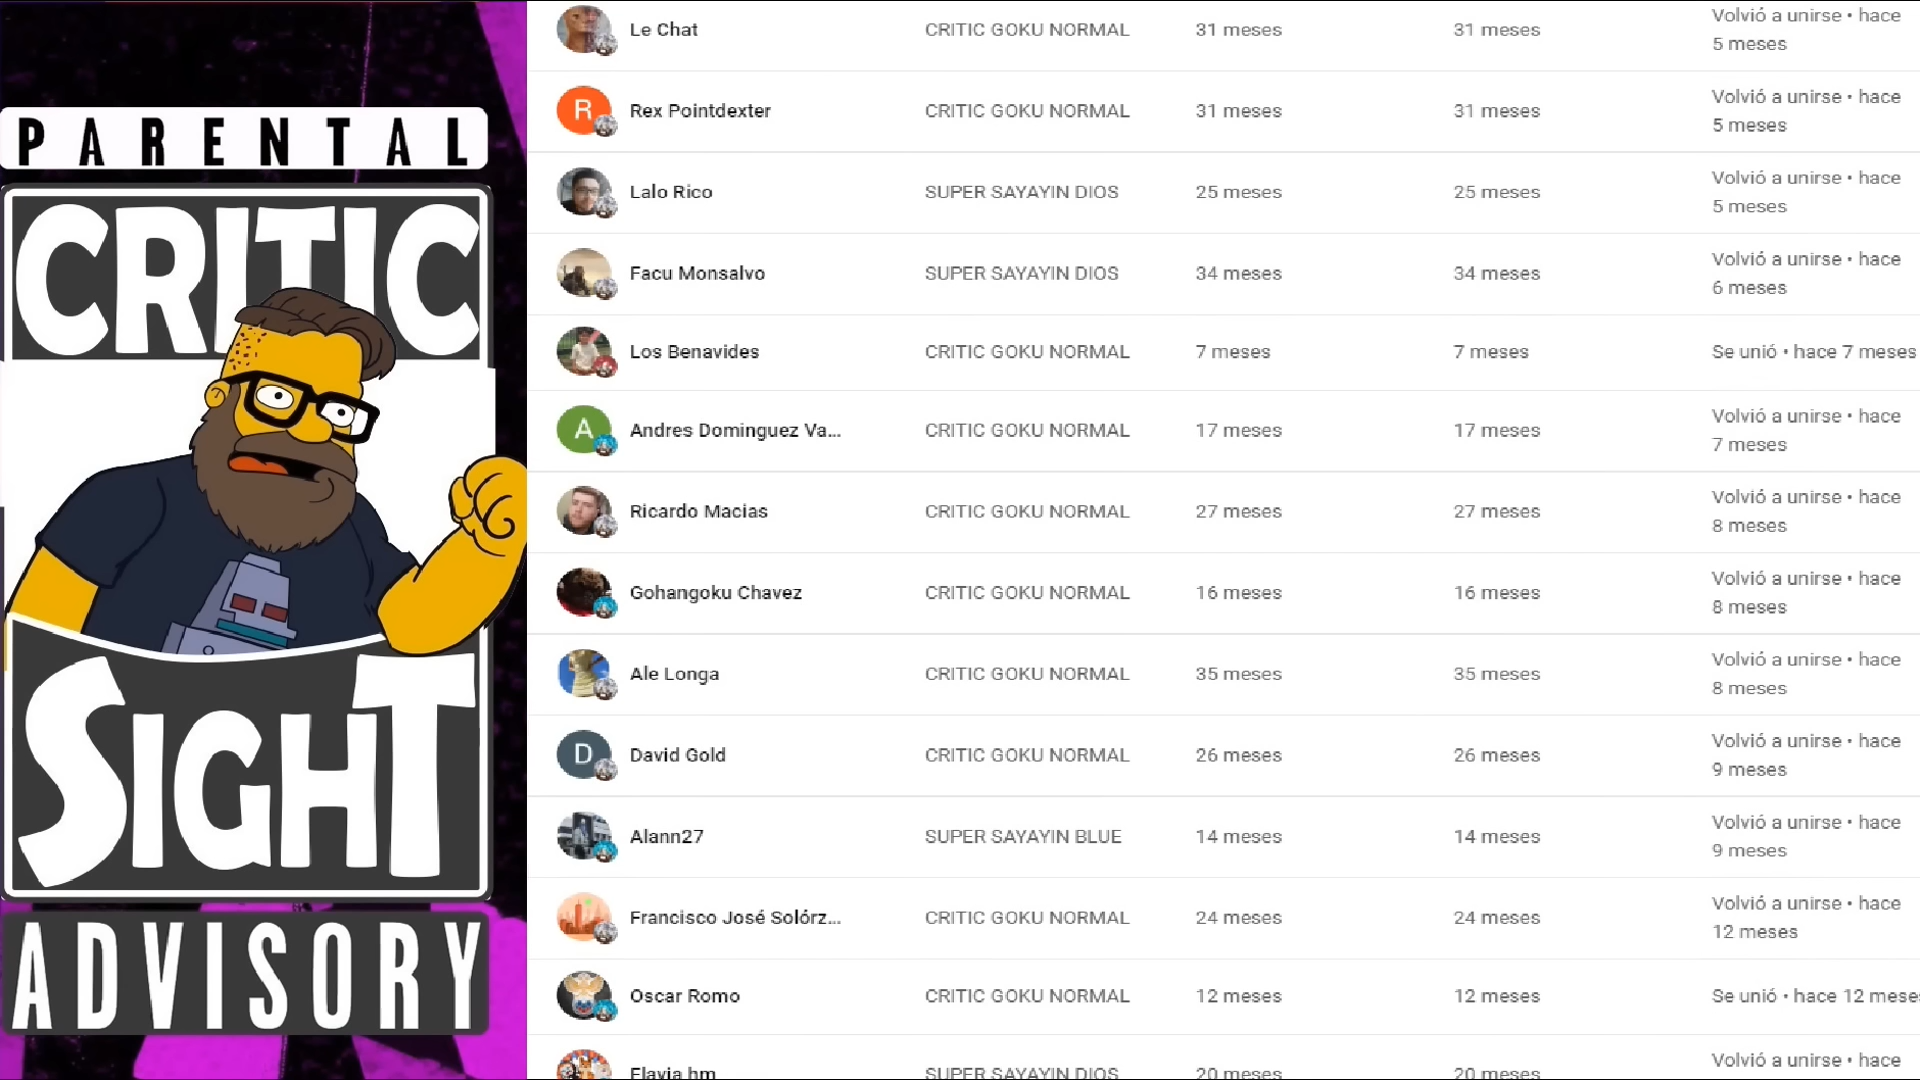 PARENTAL
CRITIC
SIGHT
ADVISORY
Le Chat CRITIC GOKU NORMAL 31 meses 31 meses Volvió a unirse • hace
5 meses
R Rex Pointdexter CRITIC GOKU NORMAL 31 meses 31 meses Volvió a unirse • hace
5 meses
Lalo Rico SUPER SAYAYIN DIOS 25 meses 25 meses Volvió a unirse • hace
5 meses
Facu Monsalvo SUPER SAYAYIN DIOS 34 meses 34 meses Volvió a unirse • hace
6 meses
Los Benavides CRITIC GOKU NORMAL 7 meses 7 meses Se unió • hace 7 meses
A Andres Dominguez Va... CRITIC GOKU NORMAL 17 meses 17 meses Volvió a unirse • hace
7 meses
Ricardo Macias CRITIC GOKU NORMAL 27 meses 27 meses Volvió a unirse • hace
8 meses
Gohangoku Chavez CRITIC GOKU NORMAL 16 meses 16 meses Volvió a unirse • hace
8 meses
Ale Longa CRITIC GOKU NORMAL 35 meses 35 meses Volvió a unirse • hace
8 meses
D David Gold CRITIC GOKU NORMAL 26 meses 26 meses Volvió a unirse • hace
9 meses
Alann27 SUPER SAYAYIN BLUE 14 meses 14 meses Volvió a unirse • hace
9 meses
Francisco José Solórz... CRITIC GOKU NORMAL 24 meses 24 meses Volvió a unirse • hace
12 meses
Oscar Romo CRITIC GOKU NORMAL 12 meses 12 meses Se unió • hace 12 mese
Flavia hm SUPER SAYAYIN DIOS 20 meses 20 meses Volvió a unirse • hace